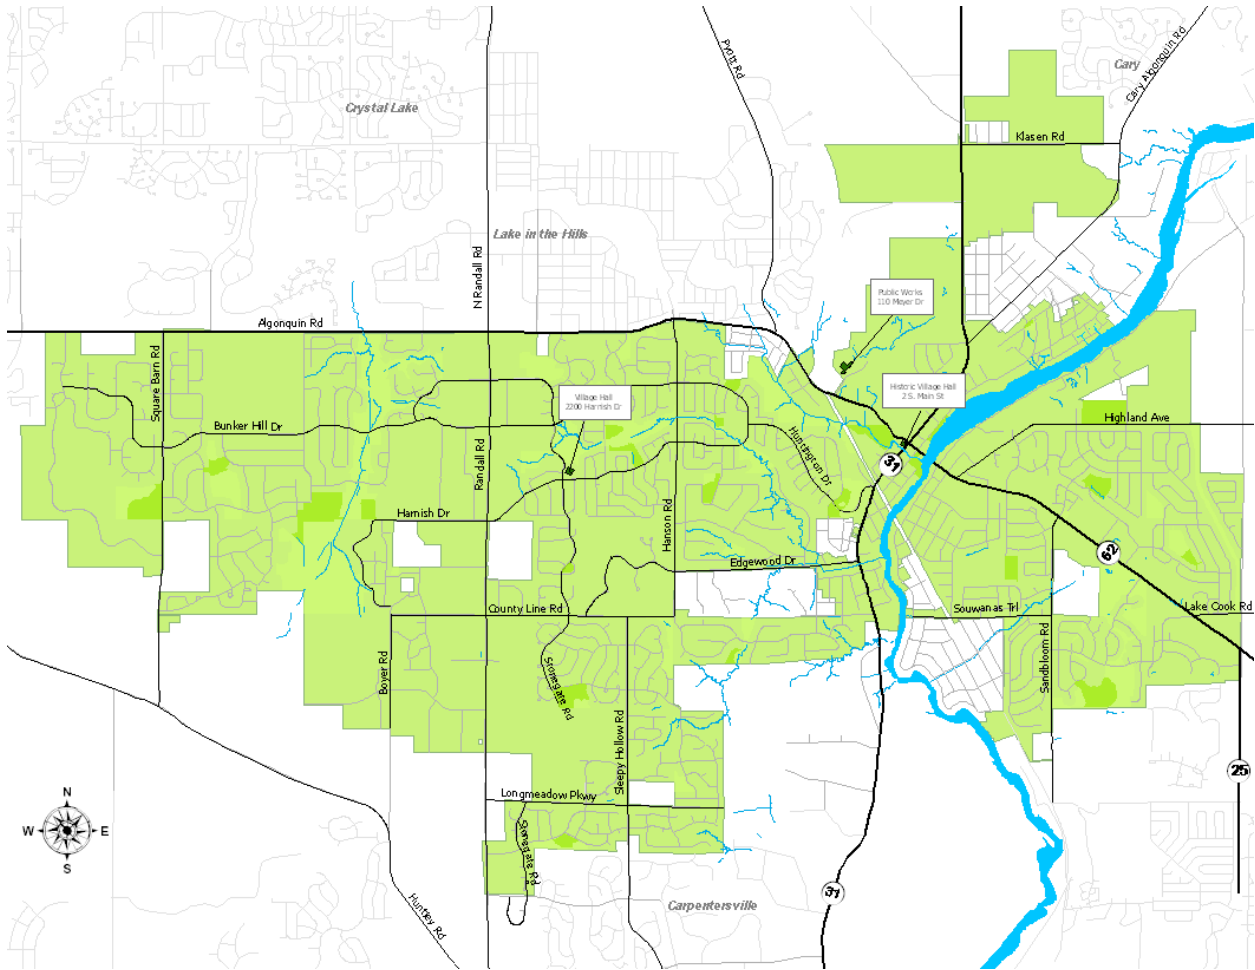 Pyott Rd
Cary
Cary Algonquin Rd
Crystal Lake
Klasen Rd
Lake in the Hills
N Randall Rd
Public Works
110 Meyer Dr
Algonquin Rd
Square Barn Rd
Historic Village Hall
2 S. Main St
Village Hall
2200 Harnish Dr
Highland Ave
Bunker Hill Dr
Huntington Dr
Randall Rd
31
Harnish Dr
Hanson Rd
62
Edgewood Dr
County Line Rd
Souwanas Trl
Lake Cook Rd
Boyer Rd
Stonegate Rd
Sandbloom Rd
Sleepy Hollow Rd
25
Longmeadow Pkwy
N
W
E
S
Stonegate Rd
31
Carpentersville
Huntley Rd